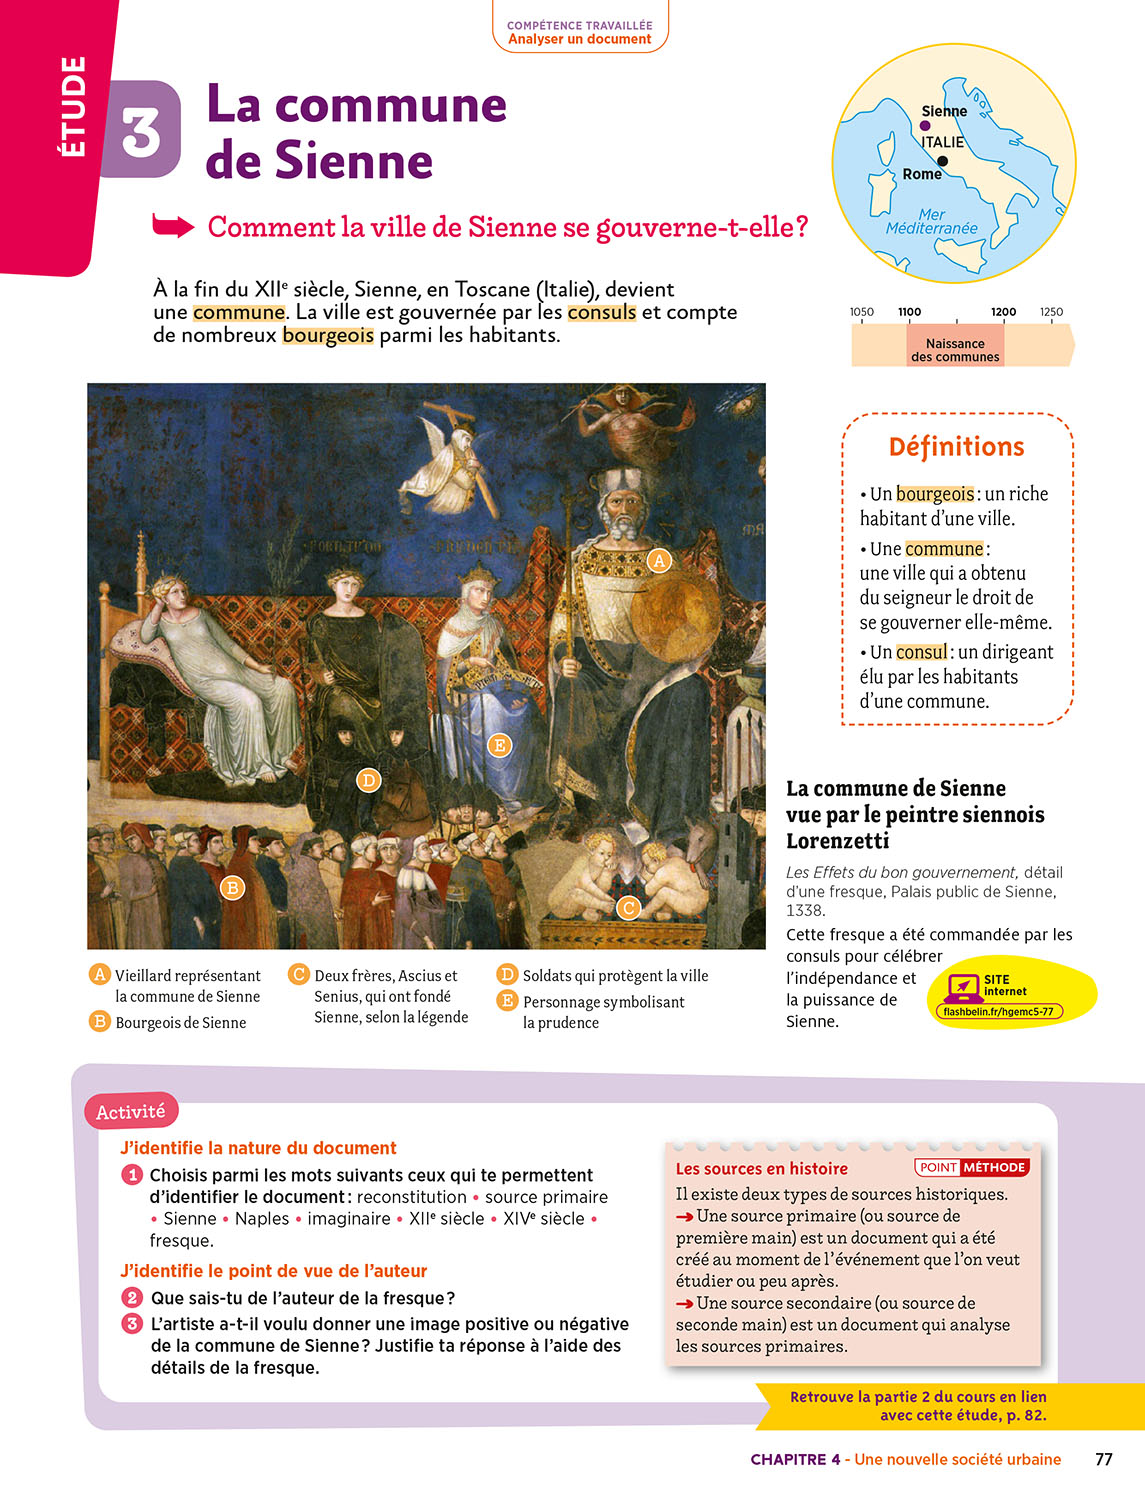 COMPÉTENCE TRAVAILLÉE
Analyser un document
ÉTUDE
3
La commune
de Sienne
Comment la ville de Sienne se gouverne-t-elle ?
À la fin du XIIe siècle, Sienne, en Toscane (Italie), devient
une commune. La ville est gouvernée par les consuls et compte
de nombreux bourgeois parmi les habitants.
Sienne
ITALIE
Rome
Mer
Méditerranée
1050 1100 1200 1250
Naissance
des communes
Définitions
• Un bourgeois : un riche
habitant d'une ville.
• Une commune :
une ville qui a obtenu
du seigneur le droit de
se gouverner elle-même.
• Un consul : un dirigeant
élu par les habitants
d'une commune.
A
E
D
B
C
La commune de Sienne
vue par le peintre siennois
Lorenzetti
Les Effets du bon gouvernement, détail
d'une fresque, Palais public de Sienne,
1338.
Cette fresque a été commandée par les
consuls pour célébrer
l'indépendance et
la puissance de
Sienne.
SITE
internet
flashbelin.fr/hgemc5-77
A Vieillard représentant
la commune de Sienne
B Bourgeois de Sienne
C Deux frères, Ascius et
Senius, qui ont fondé
Sienne, selon la légende
D Soldats qui protègent la ville
E Personnage symbolisant
la prudence
Activité
J'identifie la nature du document
1 Choisis parmi les mots suivants ceux qui te permettent
d'identifier le document : reconstitution • source primaire
• Sienne • Naples • imaginaire • XIIe siècle • XIVe siècle •
fresque.
J'identifie le point de vue de l'auteur
2 Que sais-tu de l'auteur de la fresque ?
3 L'artiste a-t-il voulu donner une image positive ou négative
de la commune de Sienne ? Justifie ta réponse à l'aide des
détails de la fresque.
Les sources en histoire
POINT MÉTHODE
Il existe deux types de sources historiques.
→ Une source primaire (ou source de
première main) est un document qui a été
créé au moment de l'événement que l'on veut
étudier ou peu après.
→ Une source secondaire (ou source de
seconde main) est un document qui analyse
les sources primaires.
Retrouve la partie 2 du cours en lien
avec cette étude, p. 82.
CHAPITRE 4 - Une nouvelle société urbaine 77